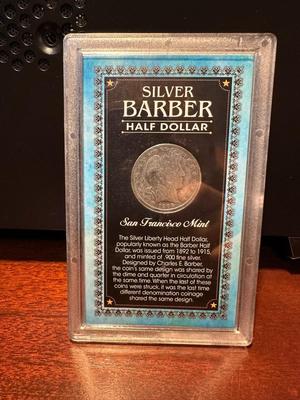 SILVER
BARBER
HALF DOLLAR
San Francisco Mint
The Silver Liberty Head Half Dollar,
popularly known as the Barber Half
Dollar, was issued from 1892 to 1915,
and minted of .900 fine silver.
Designed by Charles E. Barber,
the coin's same design was shared by
the dime and quarter in circulation at
the same time. When the last of these
coins were struck, it was the last time
different denomination coinage
shared the same design.